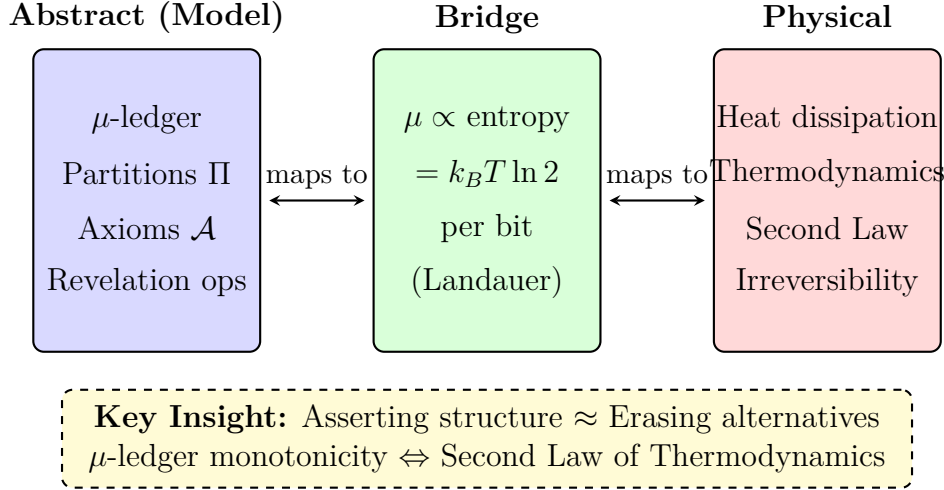 Abstract (Model)
μ-ledger
Partitions Π
Axioms 𝒜
Revelation ops
maps to
Bridge
μ ∝ entropy
= k_B T ln 2
per bit
(Landauer)
maps to
Physical
Heat dissipation
Thermodynamics
Second Law
Irreversibility
Key Insight: Asserting structure ≈ Erasing alternatives
μ-ledger monotonicity ⇔ Second Law of Thermodynamics